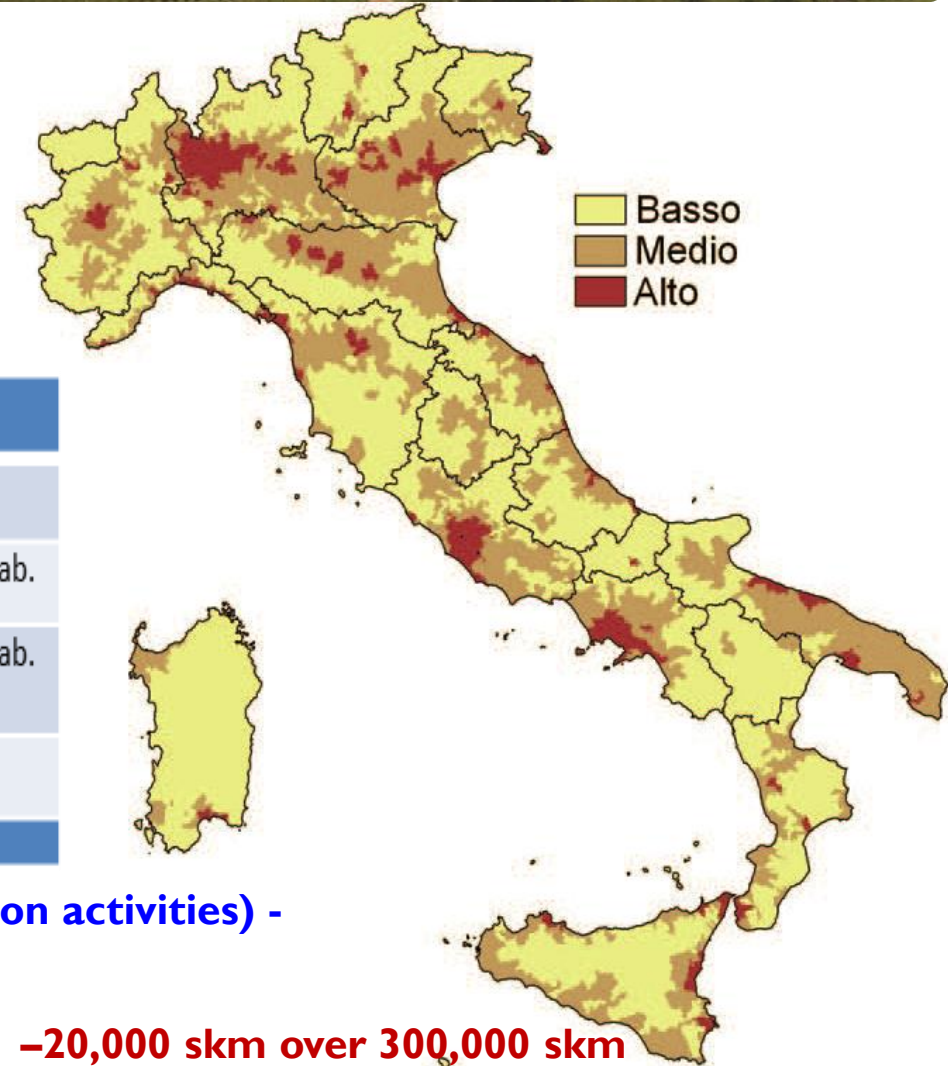 Basso
Medio
Alto
ab.
ab.
on activities) -
–20,000 skm over 300,000 skm